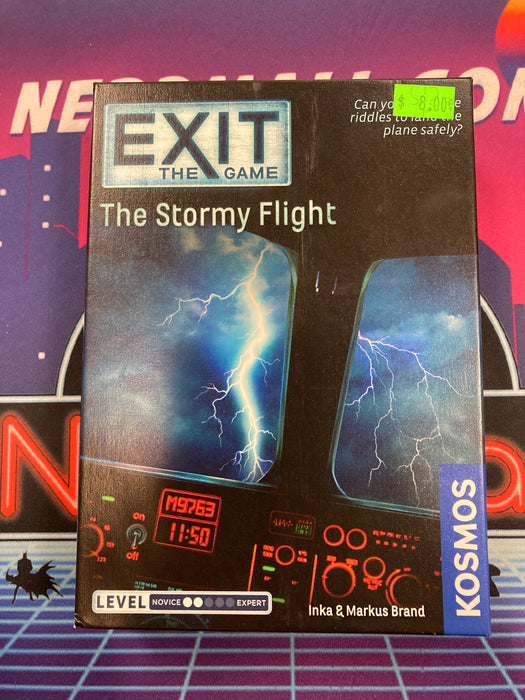 EXIT
THE GAME
Can yo
riddles to land the
plane safely?
$ 8.00
The Stormy Flight
M9763
11:50
on
off
LEVEL NOVICE EXPERT
Inka & Markus Brand
KOSMOS